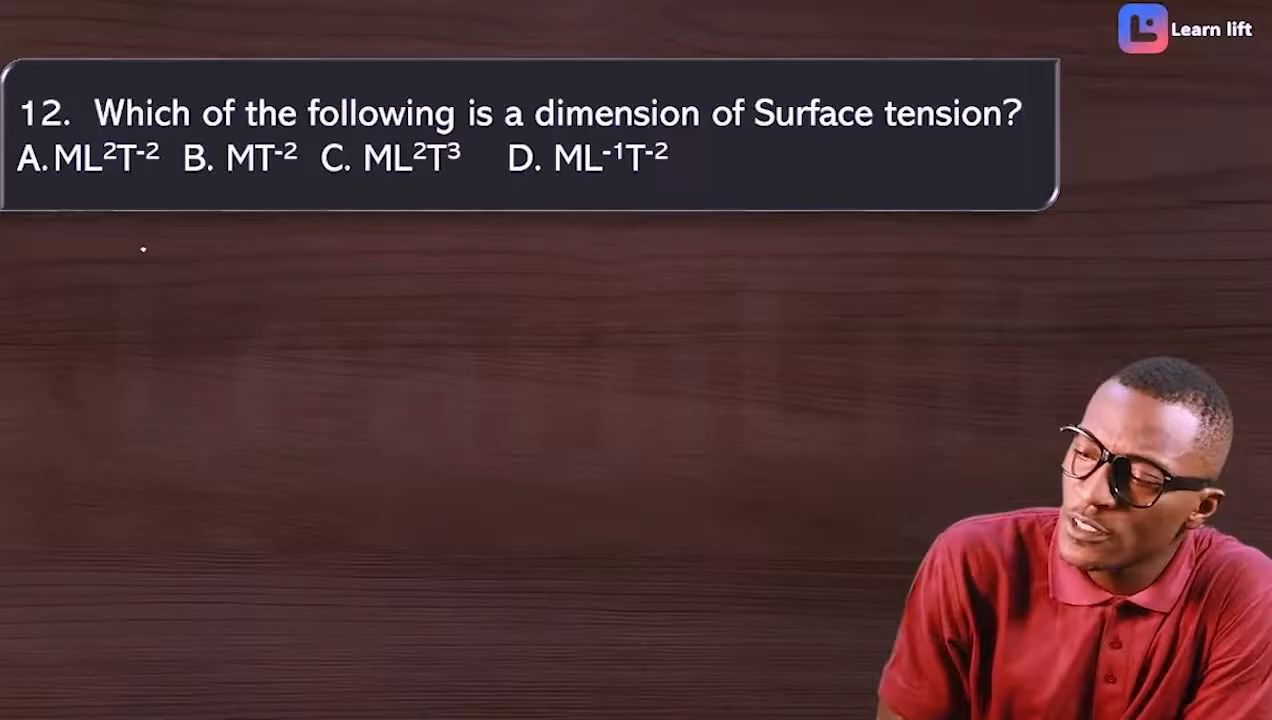 Learn lift
12. Which of the following is a dimension of Surface tension?
A. ML²T⁻² B. MT⁻² C. ML²T³ D. ML⁻¹T⁻²